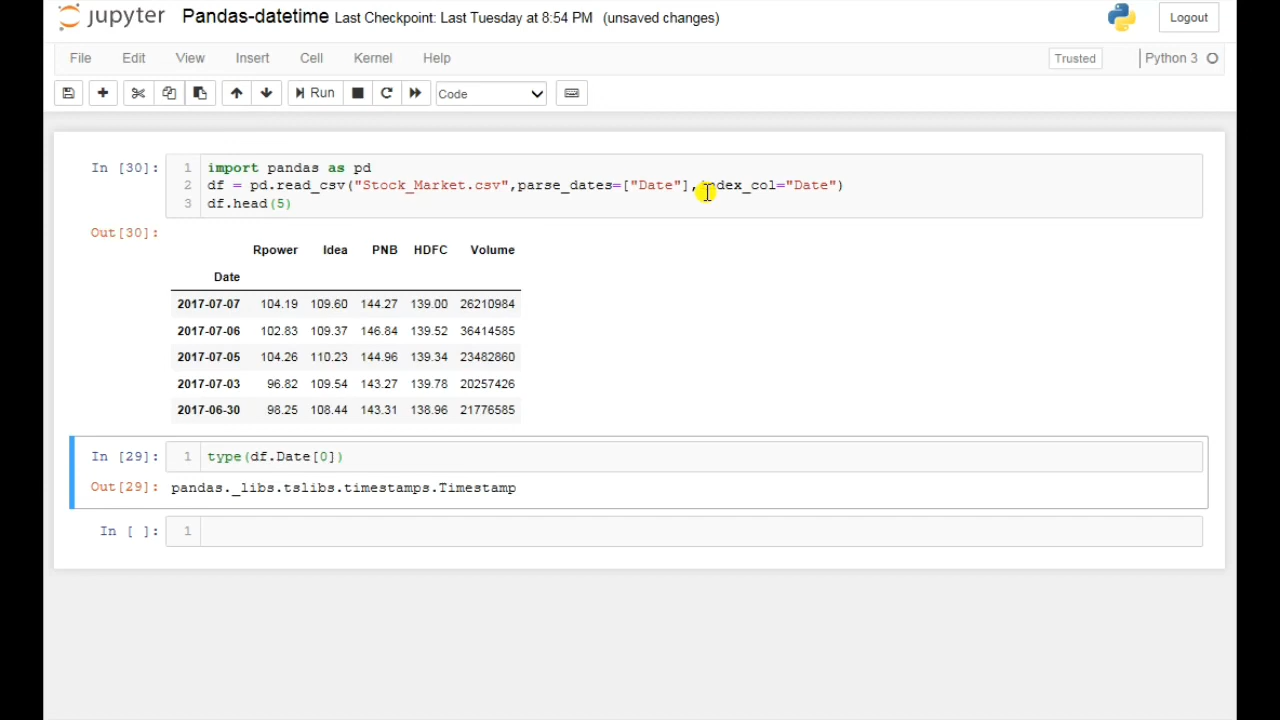 jupyter Pandas-datetime Last Checkpoint: Last Tuesday at 8:54 PM (unsaved changes) Logout
File Edit View Insert Cell Kernel Help Trusted Python 3
Run Code
In [30]: 1 import pandas as pd
2 df = pd.read_csv("Stock_Market.csv",parse_dates=["Date"],index_col="Date")
3 df.head(5)
Out[30]:
Rpower Idea PNB HDFC Volume
Date
2017-07-07 104.19 109.60 144.27 139.00 26210984
2017-07-06 102.83 109.37 146.84 139.52 36414585
2017-07-05 104.26 110.23 144.96 139.34 23482860
2017-07-03 96.82 109.54 143.27 139.78 20257426
2017-06-30 98.25 108.44 143.31 138.96 21776585
In [29]: 1 type(df.Date[0])
Out[29]: pandas._libs.tslibs.timestamps.Timestamp
In [ ]: 1